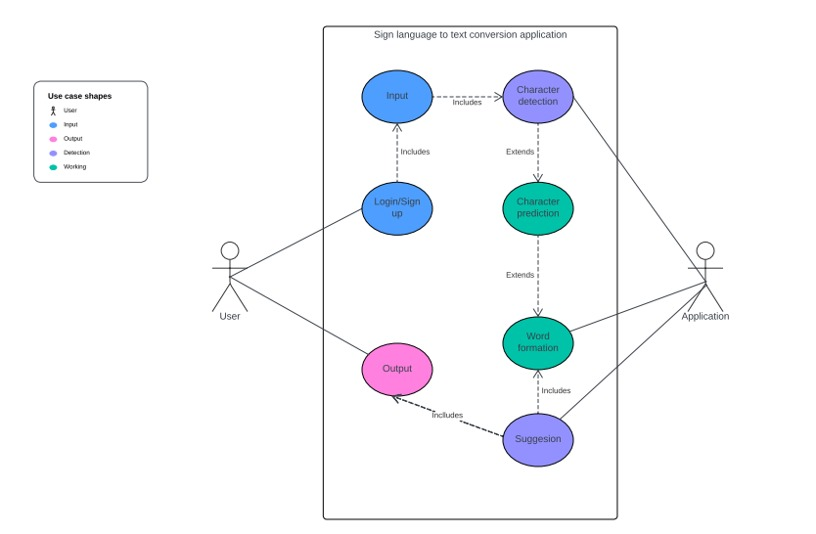 Sign language to text conversion application
Use case shapes
User
Input
Output
Detection
Working
Input
Includes
Character
detection
Includes
Extends
Login/Sign
up
Character
prediction
Extends
User
Application
Word
formation
Output
Includes
Inclludes
Suggesion